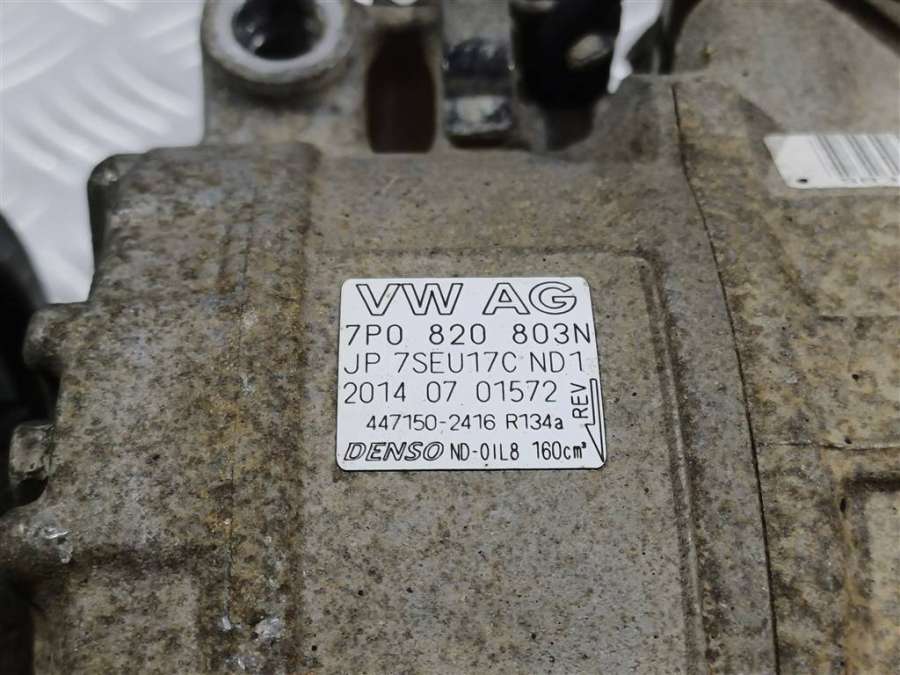 VW AG
7P0 820 803N
JP 7SEU17C ND1
2014 07 01572
REV
447150-2416 R134a
DENSO ND-OIL8 160cm³